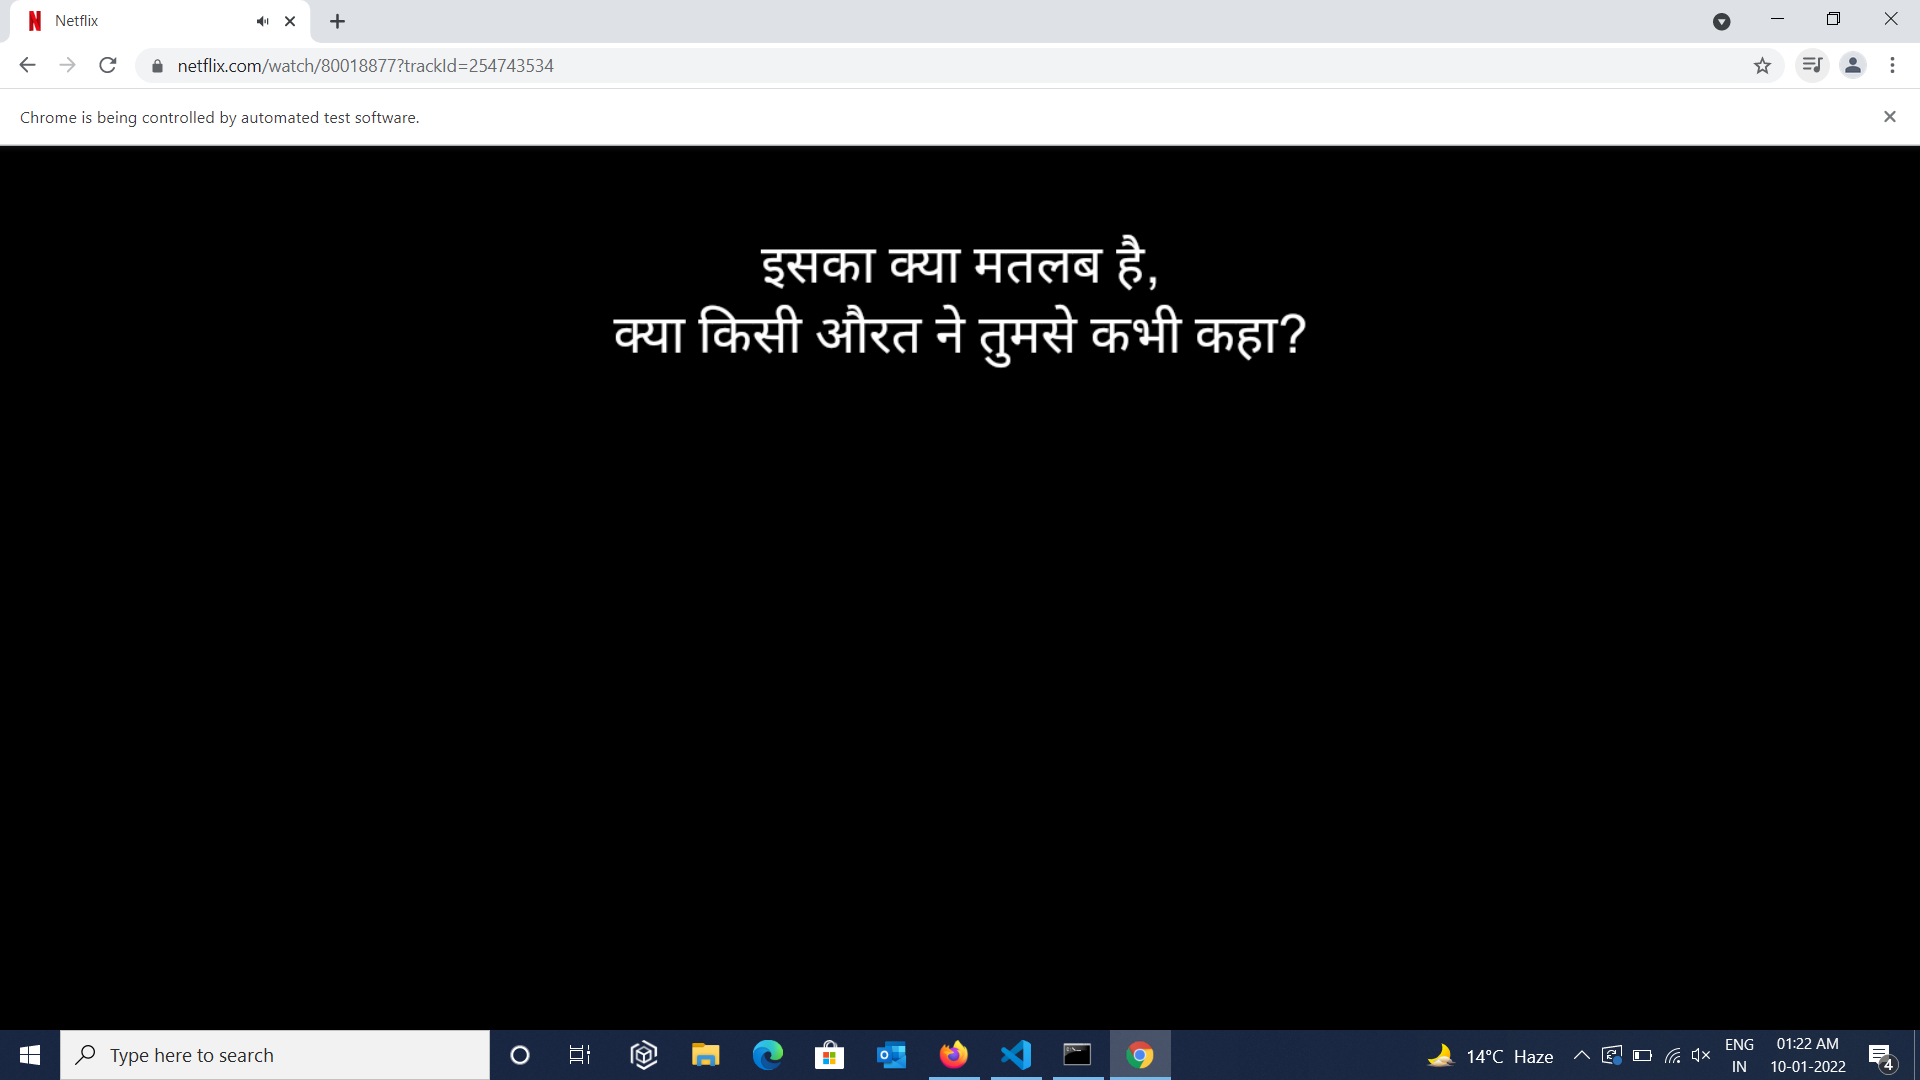 Netflix
netflix.com/watch/80018877?trackId=254743534
Chrome is being controlled by automated test software.
इसका क्या मतलब है,
क्या किसी औरत ने तुमसे कभी कहा?
Type here to search
14°C Haze
ENG
IN
01:22 AM
10-01-2022
4